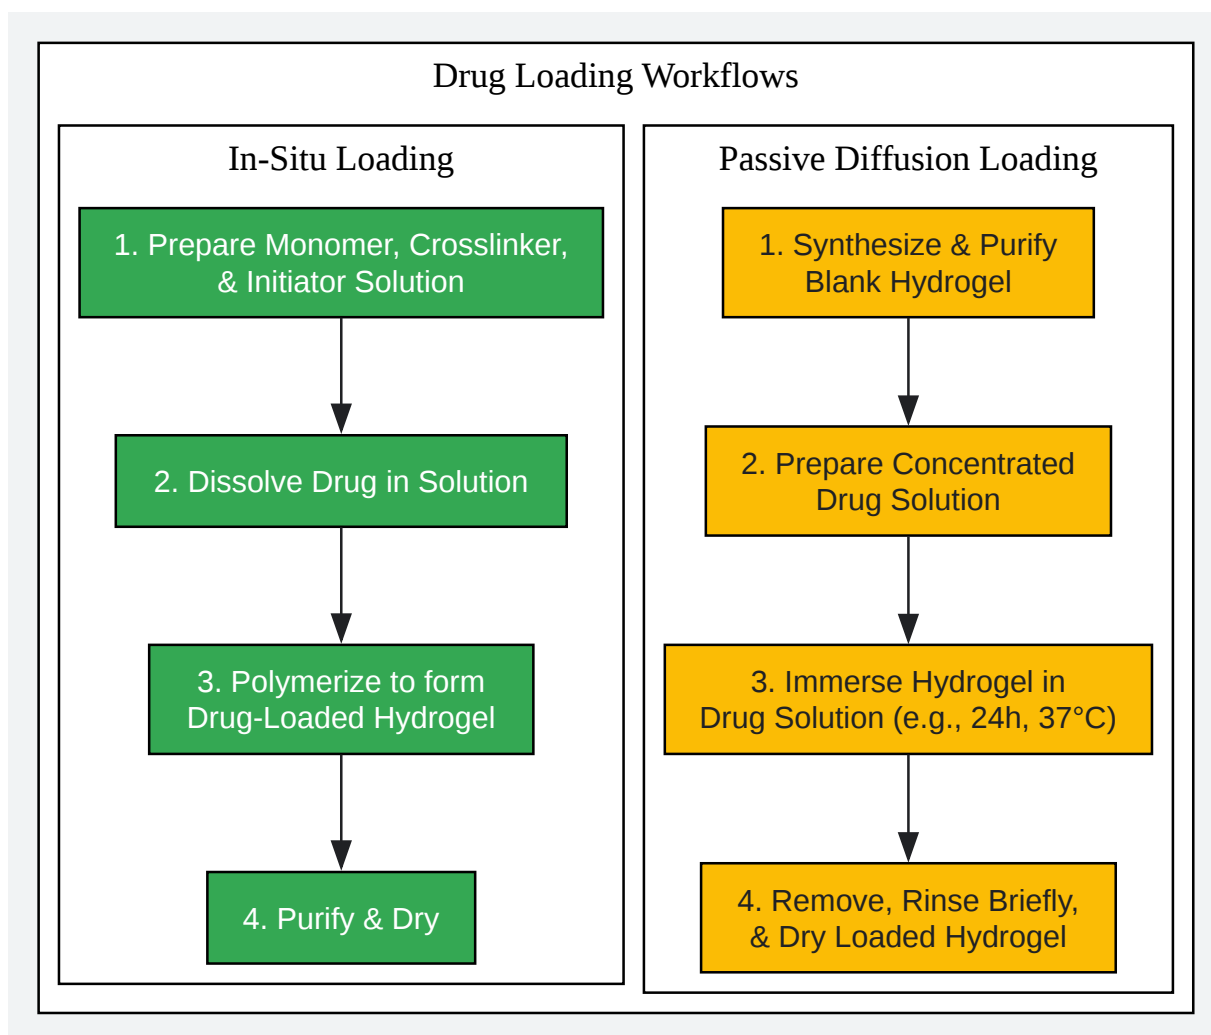 Drug Loading Workflows
In-Situ Loading
1. Prepare Monomer, Crosslinker,
& Initiator Solution
2. Dissolve Drug in Solution
3. Polymerize to form
Drug-Loaded Hydrogel
4. Purify & Dry
Passive Diffusion Loading
1. Synthesize & Purify
Blank Hydrogel
2. Prepare Concentrated
Drug Solution
3. Immerse Hydrogel in
Drug Solution (e.g., 24h, 37°C)
4. Remove, Rinse Briefly,
& Dry Loaded Hydrogel